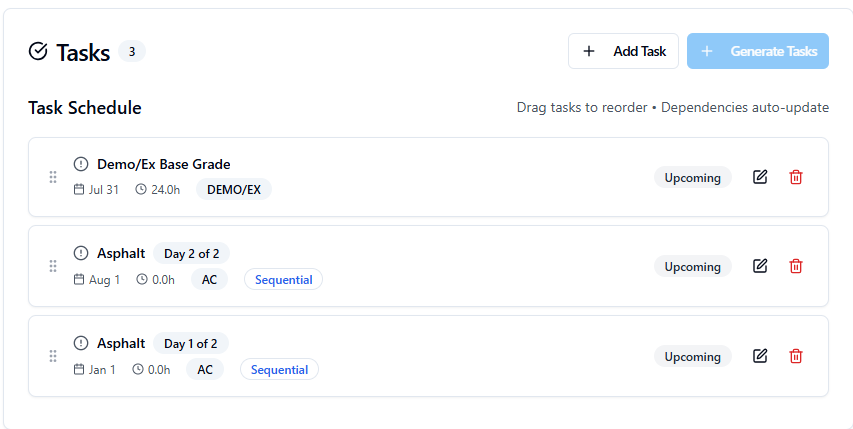 Tasks 3
+ Add Task
+ Generate Tasks
Task Schedule
Drag tasks to reorder • Dependencies auto-update
Demo/Ex Base Grade
Jul 31 24.0h DEMO/EX
Upcoming
Asphalt Day 2 of 2
Aug 1 0.0h AC Sequential
Upcoming
Asphalt Day 1 of 2
Jan 1 0.0h AC Sequential
Upcoming